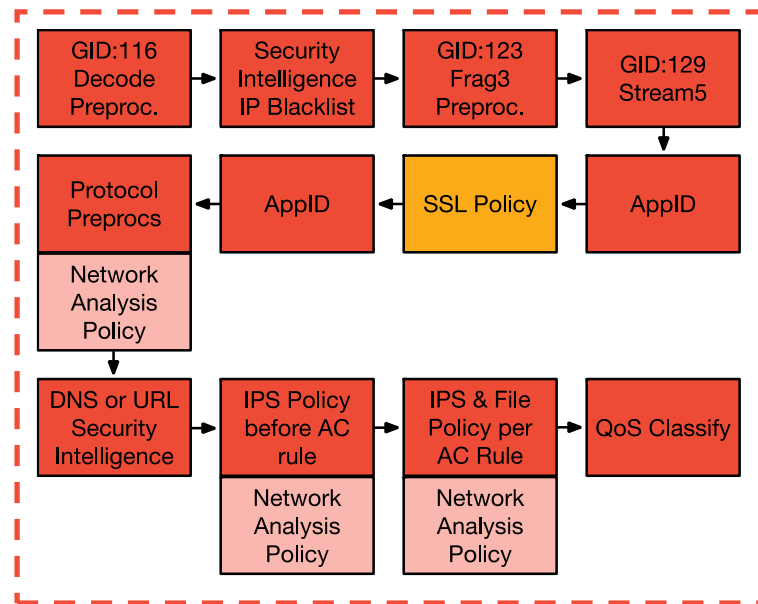 GID:116
Decode
Preproc.
Security
Intelligence
IP Blacklist
GID:123
Frag3
Preproc.
GID:129
Stream5
Protocol
Preprocs
Network
Analysis
Policy
AppID
SSL Policy
AppID
DNS or URL
Security
Intelligence
IPS Policy
before AC
rule
Network
Analysis
Policy
IPS & File
Policy per
AC Rule
Network
Analysis
Policy
QoS Classify